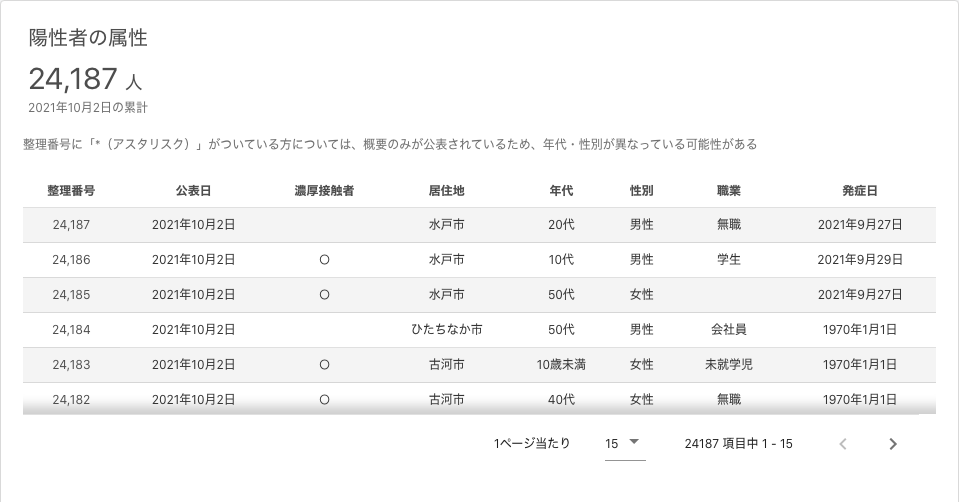 陽性者の属性
24,187 人
2021年10月2日の累計
整理番号に「*（アスタリスク）」がついている方については、概要のみが公表されているため、年代・性別が異なっている可能性がある
整理番号 公表日 濃厚接触者 居住地 年代 性別 職業 発症日
24,187 2021年10月2日 水戸市 20代 男性 無職 2021年9月27日
24,186 2021年10月2日 〇 水戸市 10代 男性 学生 2021年9月29日
24,185 2021年10月2日 〇 水戸市 50代 女性 2021年9月27日
24,184 2021年10月2日 ひたちなか市 50代 男性 会社員 1970年1月1日
24,183 2021年10月2日 〇 古河市 10歳未満 女性 未就学児 1970年1月1日
24,182 2021年10月2日 〇 古河市 40代 女性 無職 1970年1月1日
1ページ当たり 15 24187 項目中 1 - 15